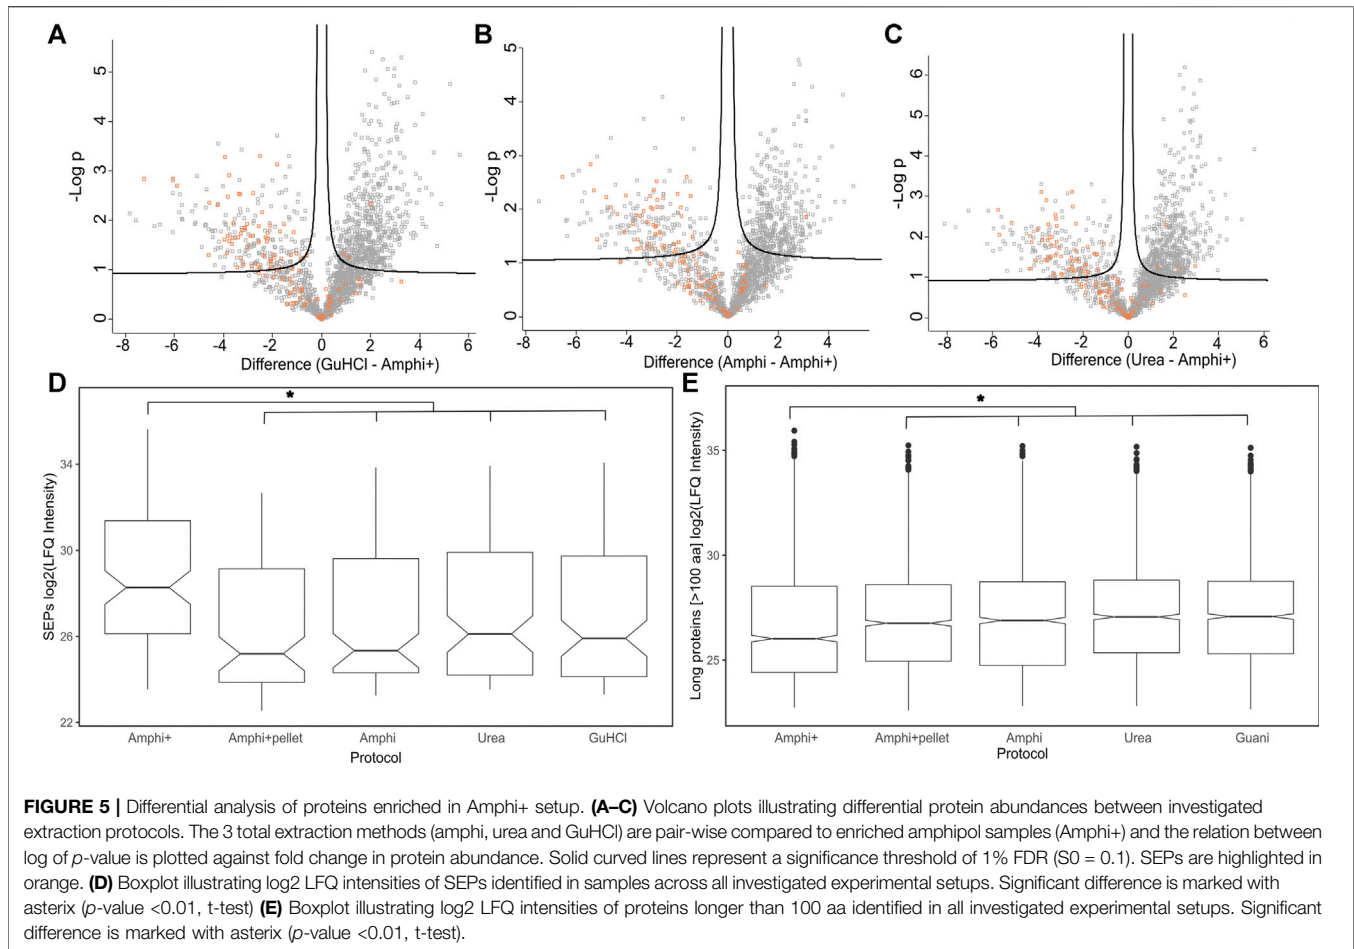 A
5
4
3
2
1
0
-Log p
-8 -6 -4 -2 0 2 4 6
Difference (GuHCl - Amphi+)
B
5
4
3
2
1
0
-Log p
-8 -6 -4 -2 0 2 4
Difference (Amphi - Amphi+)
C
6
5
4
3
2
1
0
-Log p
-8 -6 -4 -2 0 2 4 6
Difference (Urea - Amphi+)
D
*
34
30
26
22
SEPs log2(LFQ Intensity)
Amphi+ Amphi+pellet Amphi Urea GuHCl
Protocol
E
*
35
30
25
Long proteins [>100 aa] log2(LFQ Intensity)
Amphi+ Amphi+pellet Amphi Urea Guani
Protocol
FIGURE 5 | Differential analysis of proteins enriched in Amphi+ setup. (A–C) Volcano plots illustrating differential protein abundances between investigated
extraction protocols. The 3 total extraction methods (amphi, urea and GuHCl) are pair-wise compared to enriched amphipol samples (Amphi+) and the relation between
log of p-value is plotted against fold change in protein abundance. Solid curved lines represent a significance threshold of 1% FDR (S0 = 0.1). SEPs are highlighted in
orange. (D) Boxplot illustrating log2 LFQ intensities of SEPs identified in samples across all investigated experimental setups. Significant difference is marked with
asterix (p-value <0.01, t-test) (E) Boxplot illustrating log2 LFQ intensities of proteins longer than 100 aa identified in all investigated experimental setups. Significant
difference is marked with asterix (p-value <0.01, t-test).